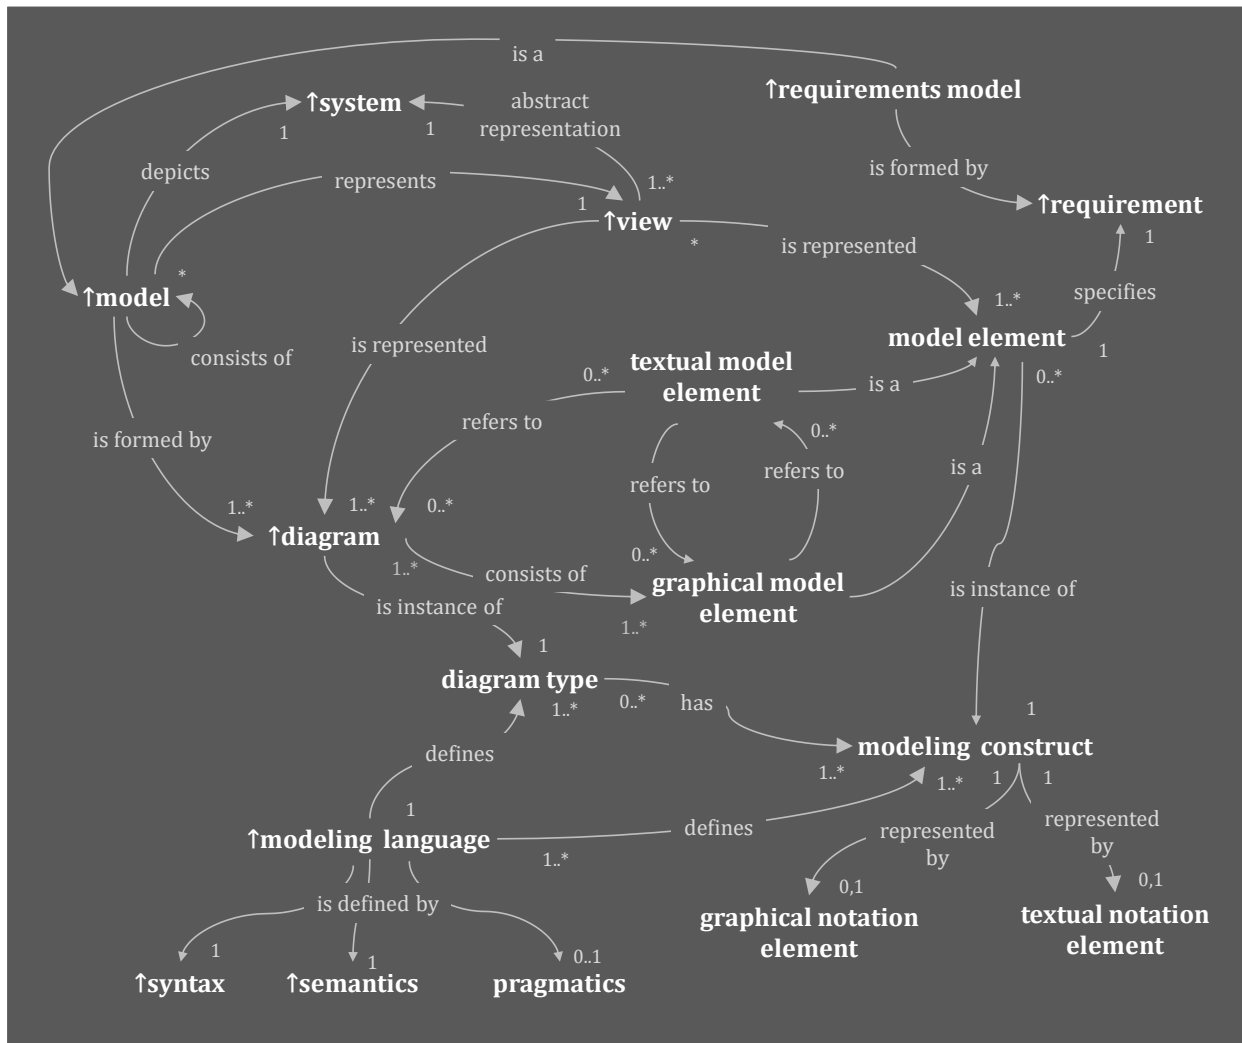 is a
↑requirements model
↑system
abstract
representation
1
1
depicts
represents
is formed by
1..*
1
↑view
*
↑requirement
1
is represented
*
↑model
1..*
specifies
consists of
is represented
model element
1
textual model
element
0..*
is a
0..*
refers to
0..*
is formed by
refers to
refers to
is a
1..*
1..*
0..*
↑diagram
0..*
1..*
consists of
graphical model
element
is instance of
is instance of
1..*
1
diagram type
1..*
0..*
has
1
modeling construct
defines
1..*
1..*
1
1
1
↑modeling language
defines
represented
by
represented
by
1..*
0,1
0,1
is defined by
graphical notation
element
textual notation
element
1
1
0..1
↑syntax
↑semantics
pragmatics